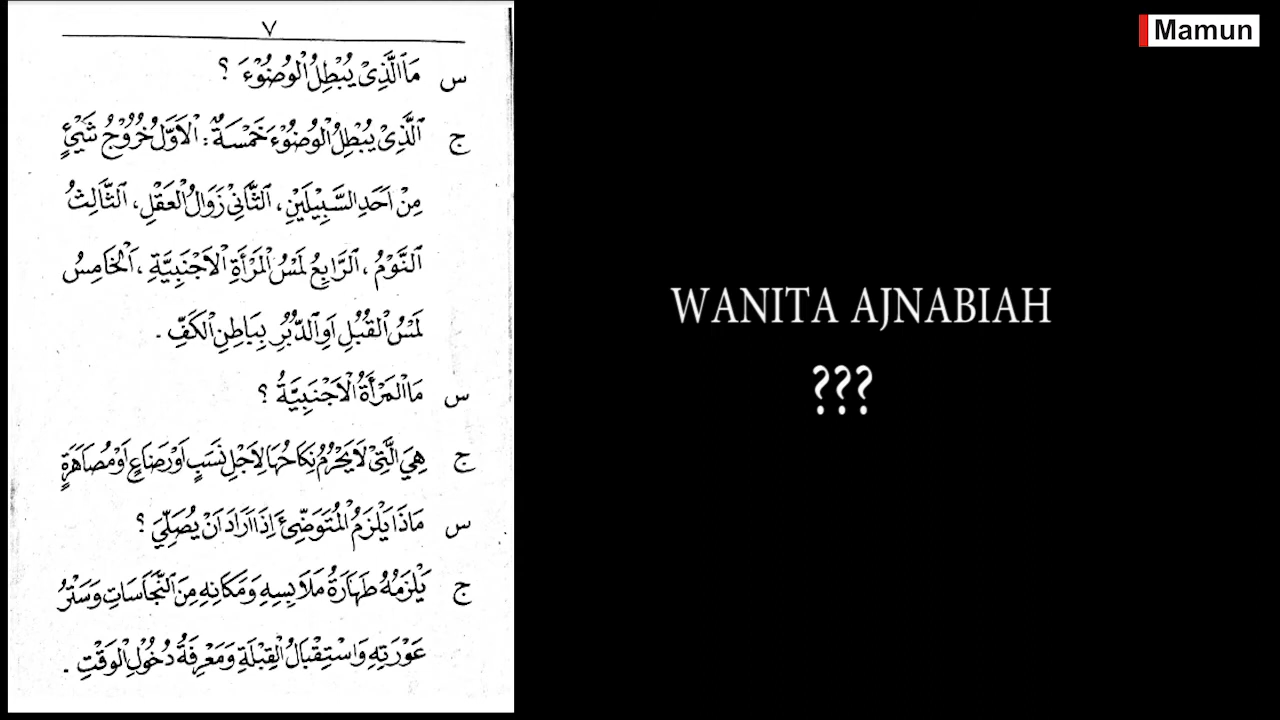 ٧
س مَا الَّذِيْ يُبْطِلُ الْوُضُوْءَ ؟
ج اَلَّذِيْ يُبْطِلُ الْوُضُوْءَ خَمْسَةٌ : اَلْاَوَّلُ خُرُوْجُ شَيْئٍ
مِنْ اَحَدِ السَّبِيْلَيْنِ ، اَلثَّانِيْ زَوَالُ الْعَقْلِ ، اَلثَّالِثُ
اَلنَّوْمُ ، اَلرَّابِعُ لَمْسُ الْمَرْأَةِ الْاَجْنَبِيَّةِ ، اَلْخَامِسُ
لَمْسُ الْقُبُلِ اَوِ الدُّبُرِ بِبَاطِنِ الْكَفِّ .
س مَا الْمَرْأَةُ الْاَجْنَبِيَّةُ ؟
ج هِيَ الَّتِيْ لَا يَحْرُمُ نِكَاحُهَا لِاَجْلِ نَسَبٍ اَوْ رَضَاعٍ اَوْ مُصَاهَرَةٍ
س مَاذَا يَلْزَمُ الْمُتَوَضِّئَ اِذَا اَرَادَ اَنْ يُصَلِّيَ ؟
ج يَلْزَمُهُ طَهَارَةُ مَلَابِسِهِ وَمَكَانِهِ مِنَ النَّجَاسَاتِ وَسَتْرُ
عَوْرَتِهِ وَاسْتِقْبَالُ الْقِبْلَةِ وَمَعْرِفَةُ دُخُوْلِ الْوَقْتِ .
Mamun
WANITA AJNABIAH
???